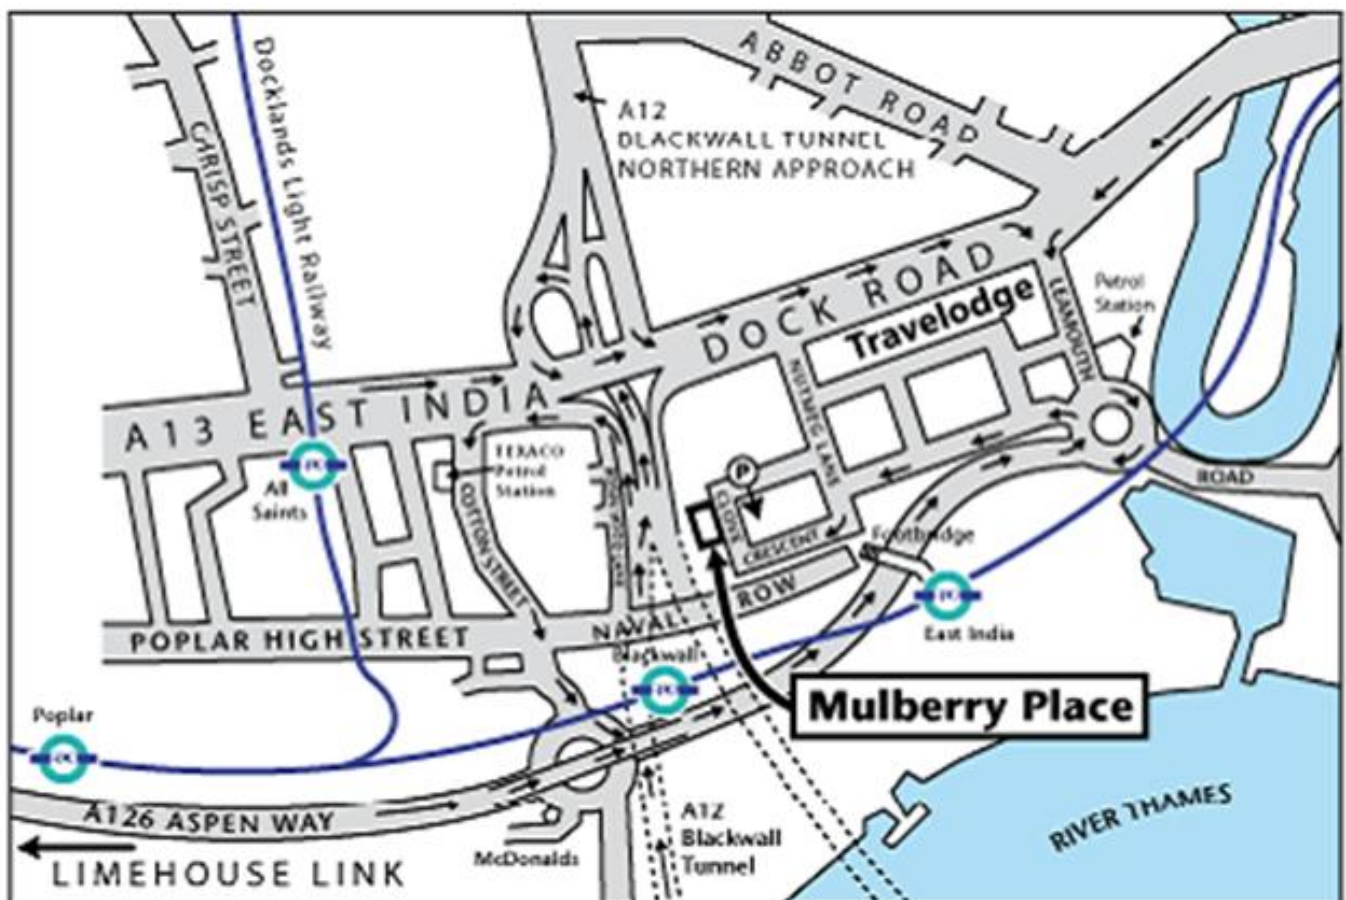 ABBOT ROAD
Docklands Light Railway
A12
BLACKWALL TUNNEL
NORTHERN APPROACH
CRISP STREET
DOCK ROAD
Travelodge
LEAMOUTH
Petrol
Station
A13 EAST INDIA
NUTMEG LANE
TEXACO
Petrol
Station
All
Saints
COTTON STREET
P
CLOVE
CRESCENT
ROAD
Footbridge
NAVAL ROW
East India
POPLAR HIGH STREET
Blackwall
Mulberry Place
Poplar
A126 ASPEN WAY
LIMEHOUSE LINK
McDonalds
A12
Blackwall
Tunnel
RIVER THAMES